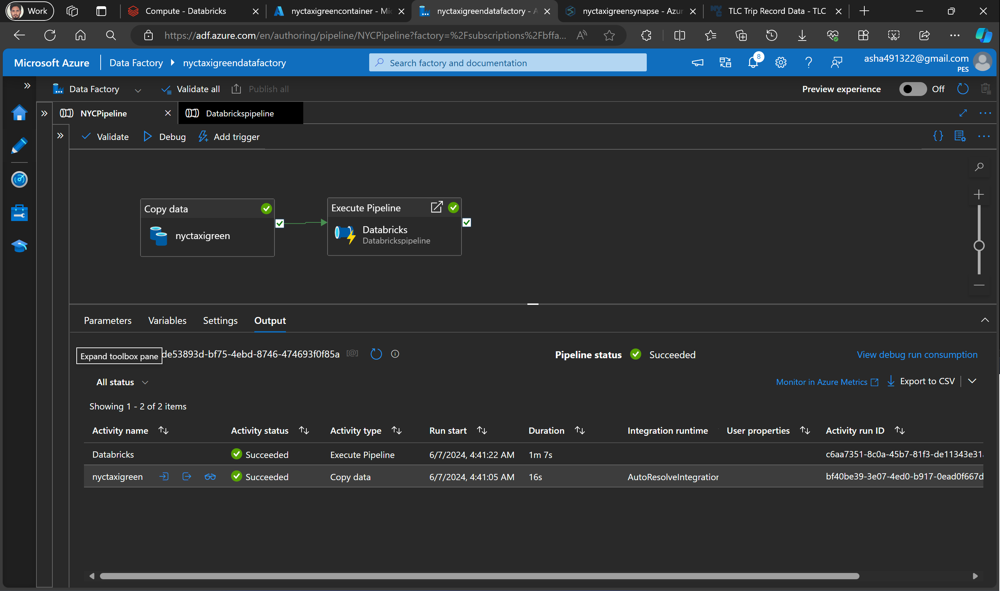 Work
Compute - Databricks
nyctaxigreencontainer - Mic
nyctaxigreendatafactory - A
nyctaxigreensynapse - Azur
TLC Trip Record Data - TLC
https://adf.azure.com/en/authoring/pipeline/NYCPipeline?factory=%2Fsubscriptions%2Fbffa...
Microsoft Azure
Data Factory
nyctaxigreendatafactory
Search factory and documentation
8
asha491322@gmail.com
PES
Data Factory
Validate all
Publish all
Preview experience
Off
NYCPipeline
Databrickspipeline
Validate
Debug
Add trigger
Copy data
nyctaxigreen
Execute Pipeline
Databricks
Databrickspipeline
Parameters
Variables
Settings
Output
Expand toolbox pane
de53893d-bf75-4ebd-8746-474693f0f85a
Pipeline status
Succeeded
View debug run consumption
All status
Monitor in Azure Metrics
Export to CSV
Showing 1 - 2 of 2 items
Activity name Activity status Activity type Run start Duration Integration runtime User properties Activity run ID
Databricks Succeeded Execute Pipeline 6/7/2024, 4:41:22 AM 1m 7s c6aa7351-8c0a-45b7-81f3-de11343e31
nyctaxigreen Succeeded Copy data 6/7/2024, 4:41:05 AM 16s AutoResolveIntegration bf40be39-3e07-4ed0-b917-0ead0f667d